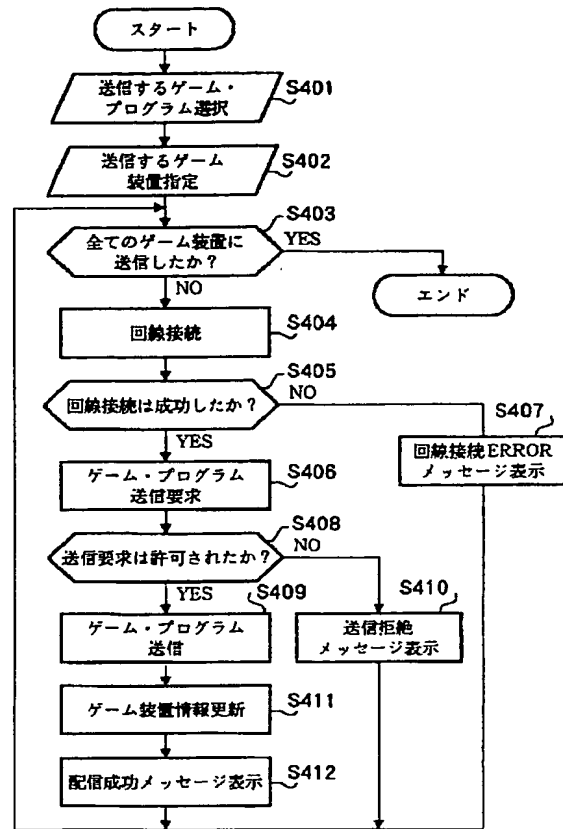 スタート
送信するゲーム・
プログラム選択
S401
送信するゲーム
装置指定
S402
全てのゲーム装置に
送信したか？
S403
YES
エンド
NO
回線接続
S404
回線接続は成功したか？
S405
NO
YES
S407
回線接続ERROR
メッセージ表示
ゲーム・プログラム
送信要求
S406
送信要求は許可されたか？
S408
NO
YES
S409
ゲーム・プログラム
送信
S410
送信拒絶
メッセージ表示
ゲーム装置情報更新
S411
配信成功メッセージ表示
S412